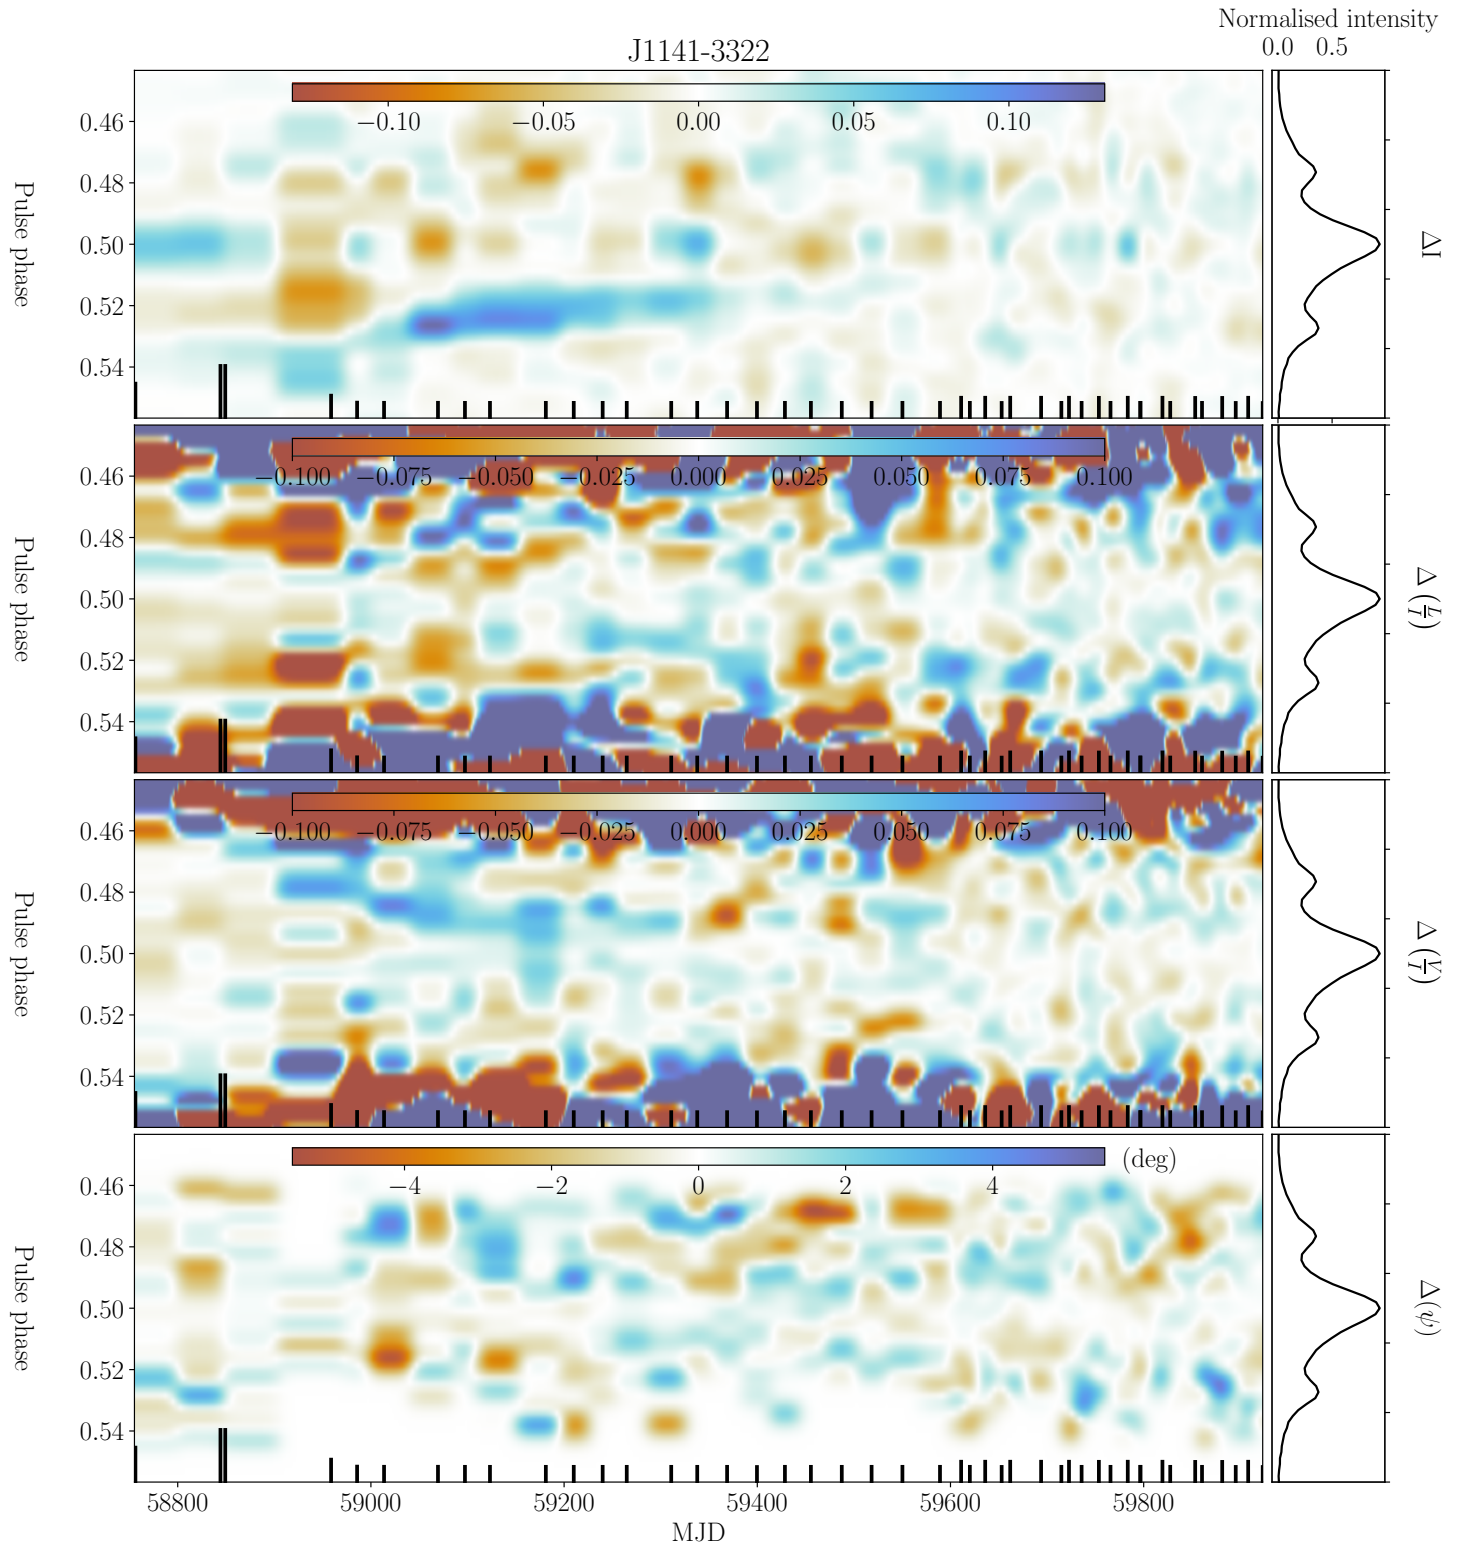 Normalised intensity
0.0 0.5
J1141-3322
−0.10 −0.05 0.00 0.05 0.10
0.46
0.48
0.50
0.52
0.54
Pulse phase
ΔI
−0.100 −0.075 −0.050 −0.025 0.000 0.025 0.050 0.075 0.100
0.46
0.48
0.50
0.52
0.54
Pulse phase
Δ (L/I)
−0.100 −0.075 −0.050 −0.025 0.000 0.025 0.050 0.075 0.100
0.46
0.48
0.50
0.52
0.54
Pulse phase
Δ (V/I)
−4 −2 0 2 4 (deg)
0.46
0.48
0.50
0.52
0.54
Pulse phase
Δ(ψ)
58800 59000 59200 59400 59600 59800
MJD